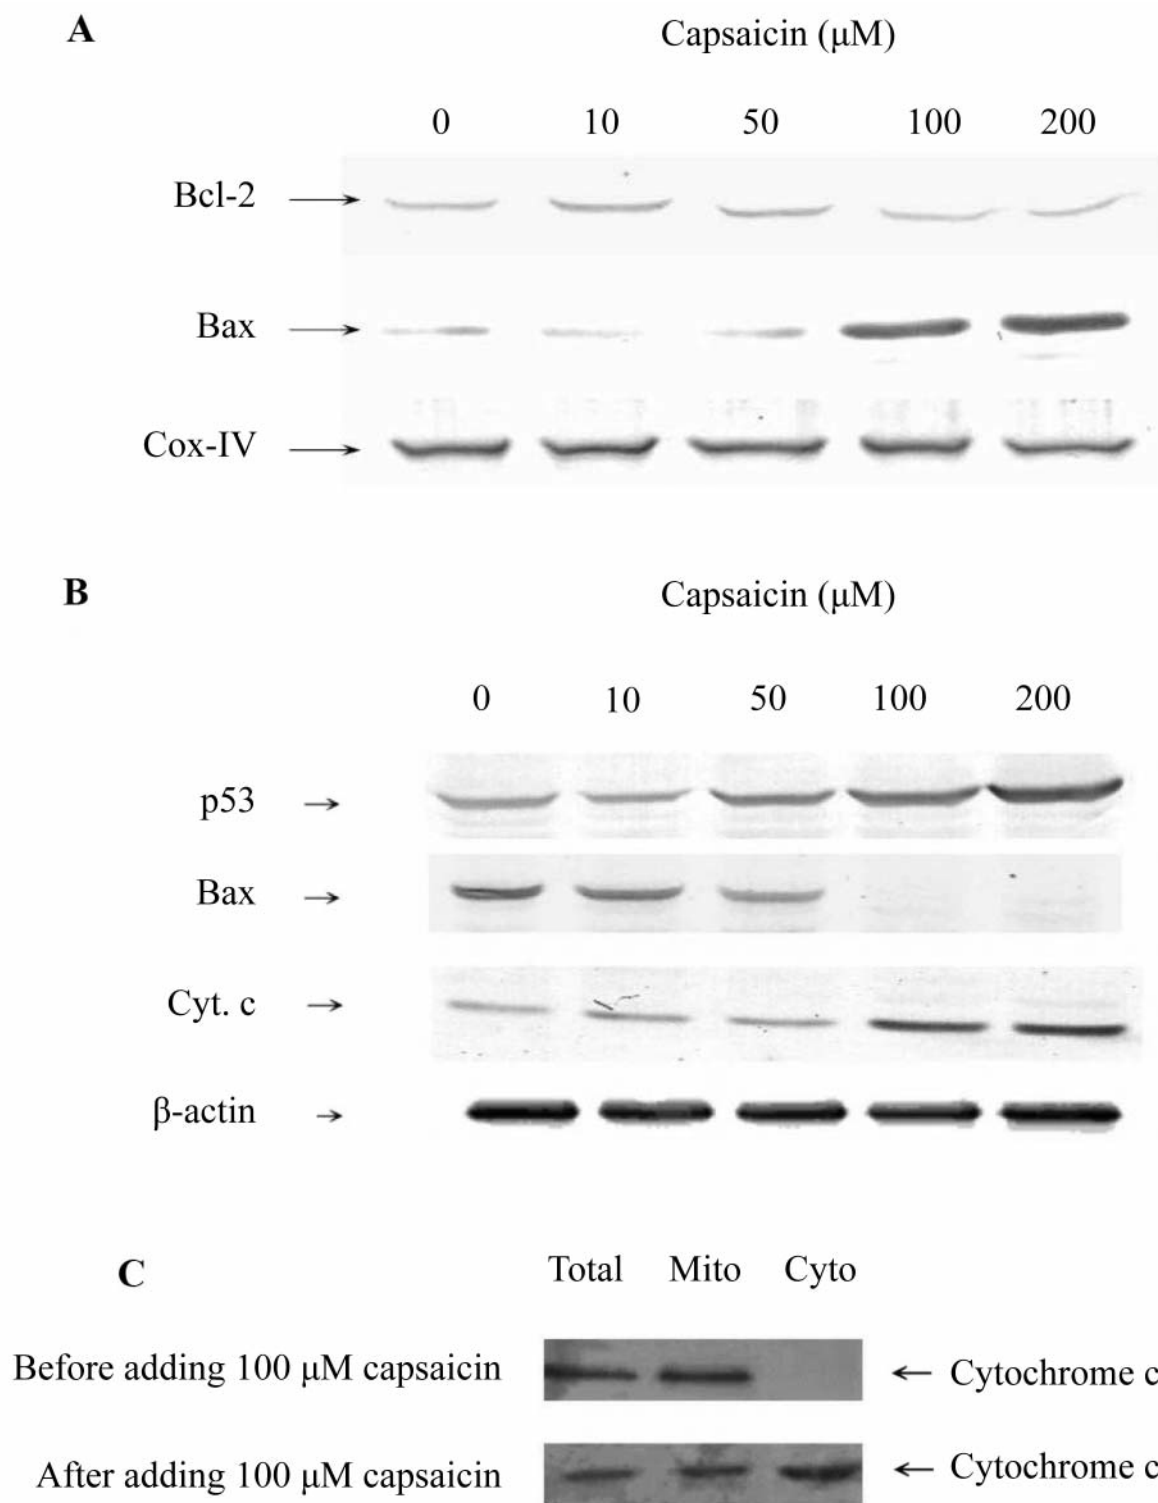 A
Capsaicin (μM)
0 10 50 100 200
Bcl-2
Bax
Cox-IV
B
Capsaicin (μM)
0 10 50 100 200
p53
Bax
Cyt. c
β-actin
C
Total Mito Cyto
Before adding 100 μM capsaicin
Cytochrome c
After adding 100 μM capsaicin
Cytochrome c